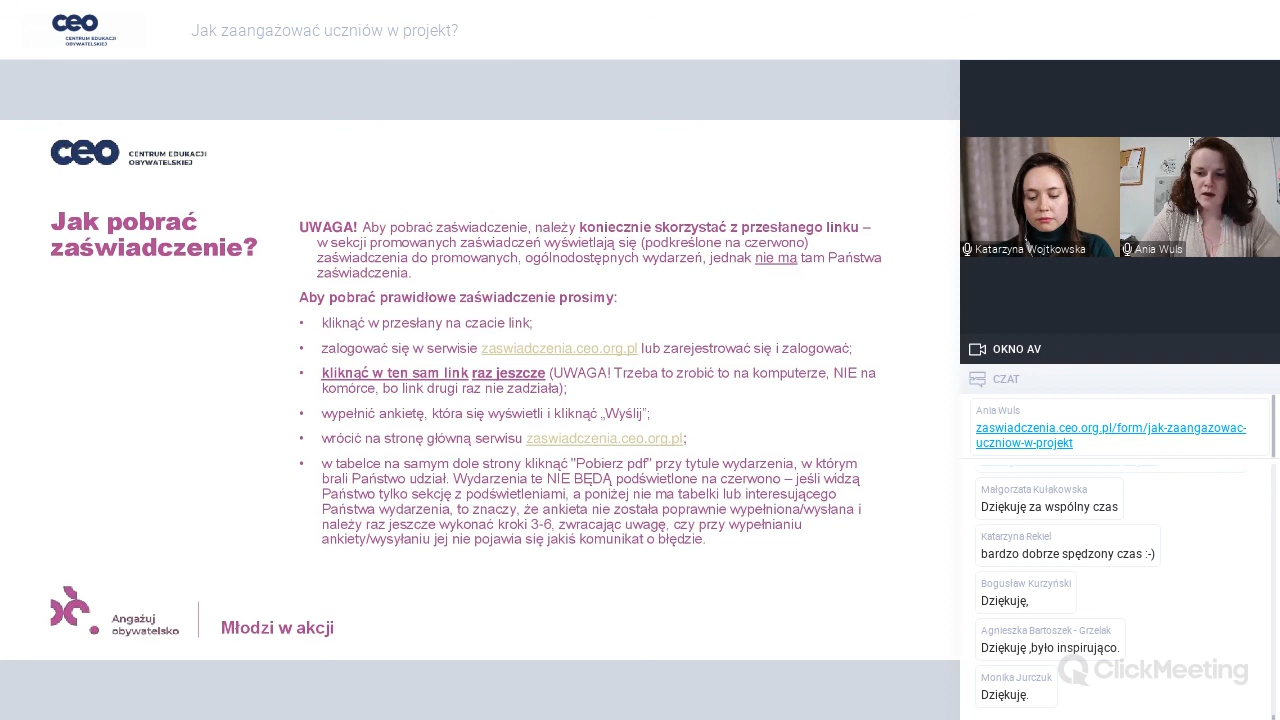 ceo
CENTRUM EDUKACJI
OBYWATELSKIEJ
Jak zaangażować uczniów w projekt?
ceo
CENTRUM EDUKACJI
OBYWATELSKIEJ
Jak pobrać
zaświadczenie?
UWAGA! Aby pobrać zaświadczenie, należy koniecznie skorzystać z przesłanego linku –
w sekcji promowanych zaświadczeń wyświetlają się (podkreślone na czerwono)
zaświadczenia do promowanych, ogólnodostępnych wydarzeń, jednak nie ma tam Państwa
zaświadczenia.
Aby pobrać prawidłowe zaświadczenie prosimy:
• kliknąć w przesłany na czacie link;
• zalogować się w serwisie zaswiadczenia.ceo.org.pl lub zarejestrować się i zalogować;
• kliknąć w ten sam link raz jeszcze (UWAGA! Trzeba to zrobić to na komputerze, NIE na
komórce, bo link drugi raz nie zadziała);
• wypełnić ankietę, która się wyświetli i kliknąć „Wyślij”;
• wrócić na stronę główną serwisu zaswiadczenia.ceo.org.pl;
• w tabelce na samym dole strony kliknąć "Pobierz pdf" przy tytule wydarzenia, w którym
brali Państwo udział. Wydarzenia te NIE BĘDĄ podświetlone na czerwono – jeśli widzą
Państwo tylko sekcję z podświetleniami, a poniżej nie ma tabelki lub interesującego
Państwa wydarzenia, to znaczy, że ankieta nie została poprawnie wypełniona/wysłana i
należy raz jeszcze wykonać kroki 3-6, zwracając uwagę, czy przy wypełnianiu
ankiety/wysyłaniu jej nie pojawia się jakiś komunikat o błędzie.
Angażuj
obywatelsko
Młodzi w akcji
Katarzyna Wojtkowska
Ania Wuls
OKNO AV
CZAT
Ania Wuls
zaswiadczenia.ceo.org.pl/form/jak-zaangazowac-
uczniow-w-projekt
Małgorzata Kułakowska
Dziękuję za wspólny czas
Katarzyna Rekiel
bardzo dobrze spędzony czas :-)
Bogusław Kurzyński
Dziękuję,
Agnieszka Bartoszek - Grzelak
Dziękuję ,było inspirująco.
Monika Jurczuk
Dziękuję.
ClickMeeting